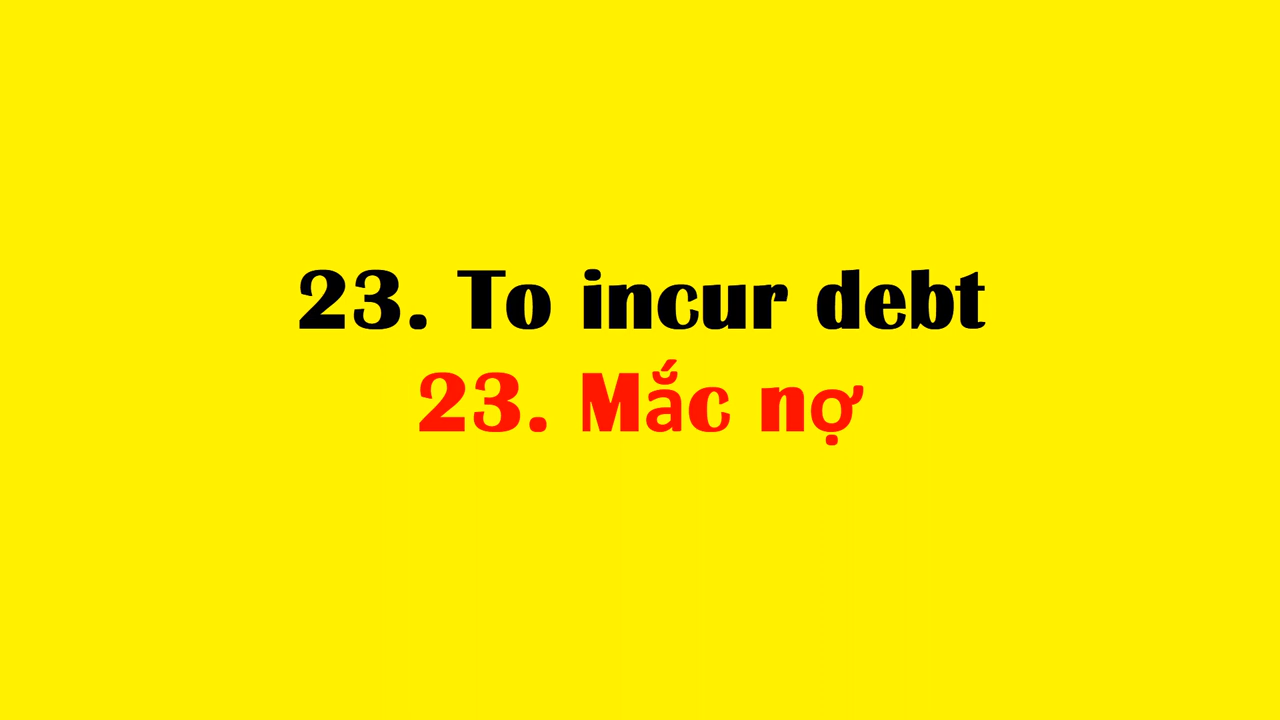 23. To incur debt
23. Mắc nợ